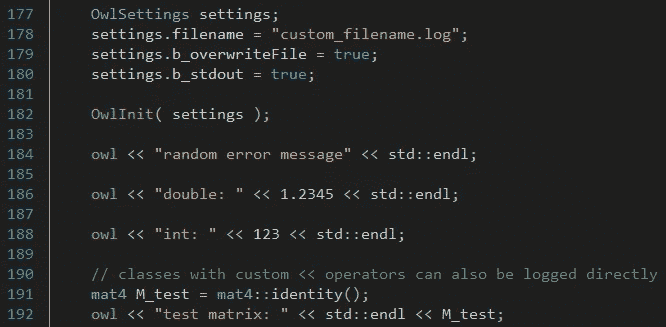 177 OwlSettings settings;
178 settings.filename = "custom_filename.log";
179 settings.b_overwriteFile = true;
180 settings.b_stdout = true;
181
182 OwlInit( settings );
183
184 owl << "random error message" << std::endl;
185
186 owl << "double: " << 1.2345 << std::endl;
187
188 owl << "int: " << 123 << std::endl;
189
190 // classes with custom << operators can also be logged directly
191 mat4 M_test = mat4::identity();
192 owl << "test matrix: " << std::endl << M_test;